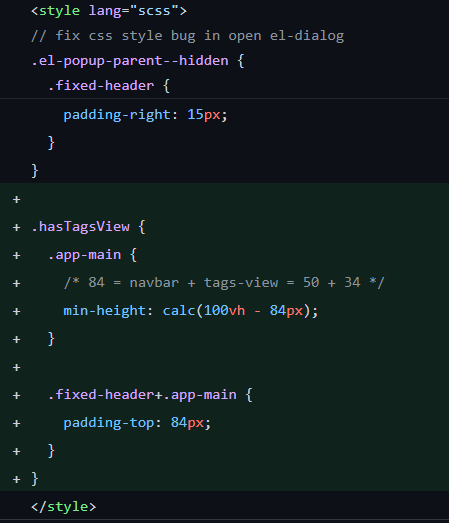 <style lang="scss">
// fix css style bug in open el-dialog
.el-popup-parent--hidden {
  .fixed-header {
    padding-right: 15px;
  }
}
+
+ .hasTagsView {
+   .app-main {
+     /* 84 = navbar + tags-view = 50 + 34 */
+     min-height: calc(100vh - 84px);
+   }
+
+   .fixed-header+.app-main {
+     padding-top: 84px;
+   }
+ }
</style>